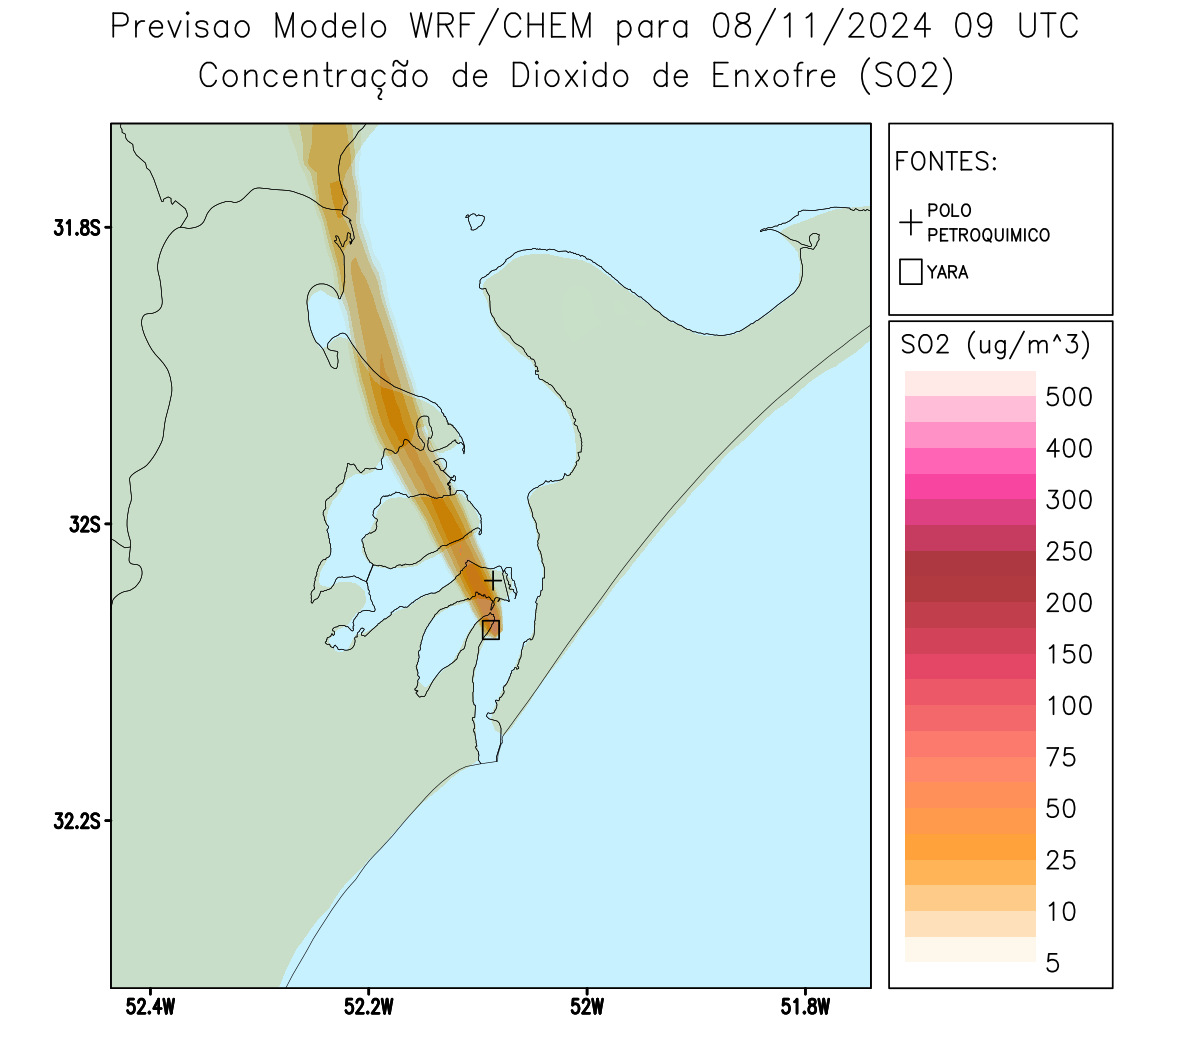 Previsao Modelo WRF/CHEM para 08/11/2024 09 UTC
Concentração de Dioxido de Enxofre (SO2)
FONTES:
POLO
PETROQUIMICO
YARA
SO2 (ug/m^3)
500
400
300
250
200
150
100
75
50
25
10
5
31.8S
32S
32.2S
52.4W
52.2W
52W
51.8W